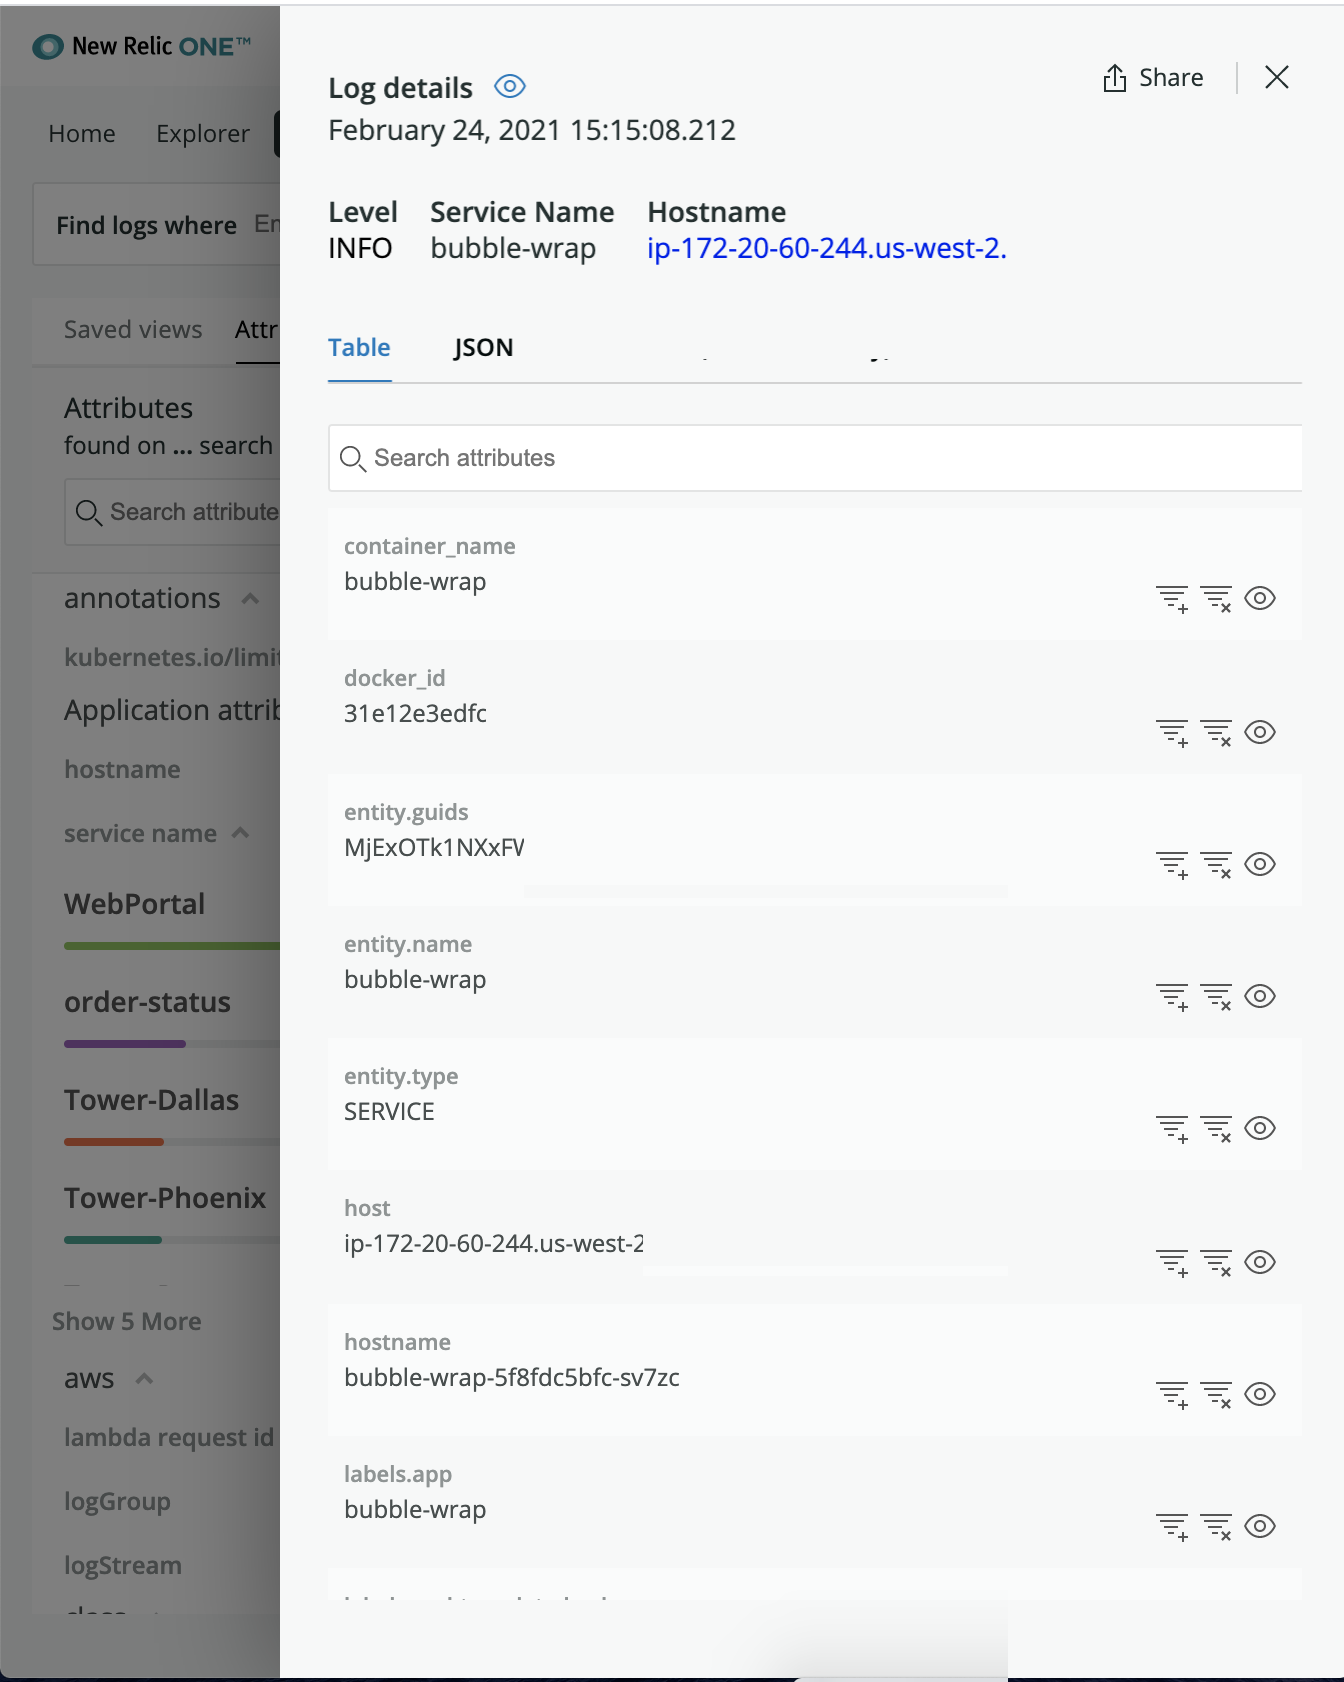 New Relic ONE™
Home Explorer
Find logs where
Saved views
Attributes
found on ... search
Search attribute
annotations
kubernetes.io/limit
Application attrib
hostname
service name
WebPortal
order-status
Tower-Dallas
Tower-Phoenix
Show 5 More
aws
lambda request id
logGroup
logStream
Log details
Share
February 24, 2021 15:15:08.212
Level Service Name Hostname
INFO bubble-wrap ip-172-20-60-244.us-west-2.
Table JSON
Search attributes
container_name
bubble-wrap
docker_id
31e12e3edfc
entity.guids
MjExOTk1NXxFV
entity.name
bubble-wrap
entity.type
SERVICE
host
ip-172-20-60-244.us-west-2
hostname
bubble-wrap-5f8fdc5bfc-sv7zc
labels.app
bubble-wrap